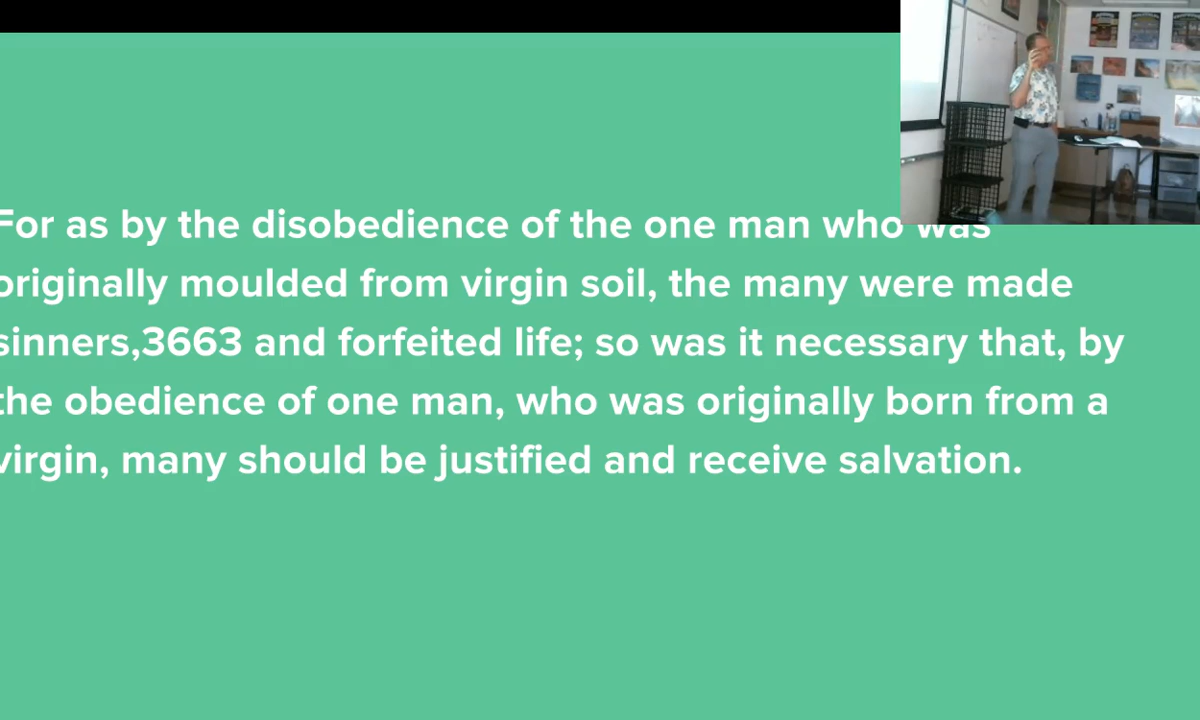 For as by the disobedience of the one man who was
originally moulded from virgin soil, the many were made
sinners,3663 and forfeited life; so was it necessary that, by
the obedience of one man, who was originally born from a
virgin, many should be justified and receive salvation.